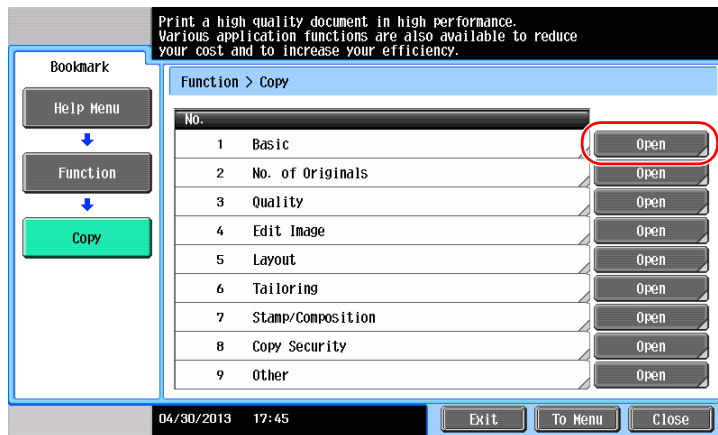 Print a high quality document in high performance.
Various application functions are also available to reduce
your cost and to increase your efficiency.
Bookmark
Help Menu
Function
Copy
Function > Copy
No.
1 Basic Open
2 No. of Originals Open
3 Quality Open
4 Edit Image Open
5 Layout Open
6 Tailoring Open
7 Stamp/Composition Open
8 Copy Security Open
9 Other Open
04/30/2013 17:45 Exit To Menu Close